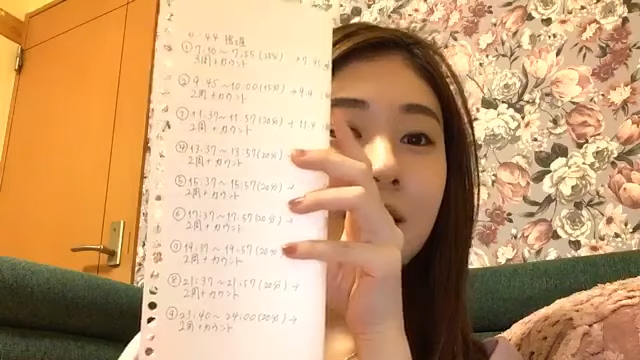 ① 7:30～7:55(25分)
3周+カウント
② 9:45～10:00(15分)→9.4
2周+カウント
③ 11:37～11:57(20分)→11.4
2周+カウント
④ 13:37～13:57(20分)
2周+カウント
⑤ 15:37～15:57(20分)→
2周+カウント
⑥ 17:37～17:57(20分)
2周+カウント
⑦ 19:37～19:57(20分)
2周+カウント
⑧ 21:37～21:57(20分)→
2周+カウント
⑨ 23:40～24:00(20分)→
2周+カウント